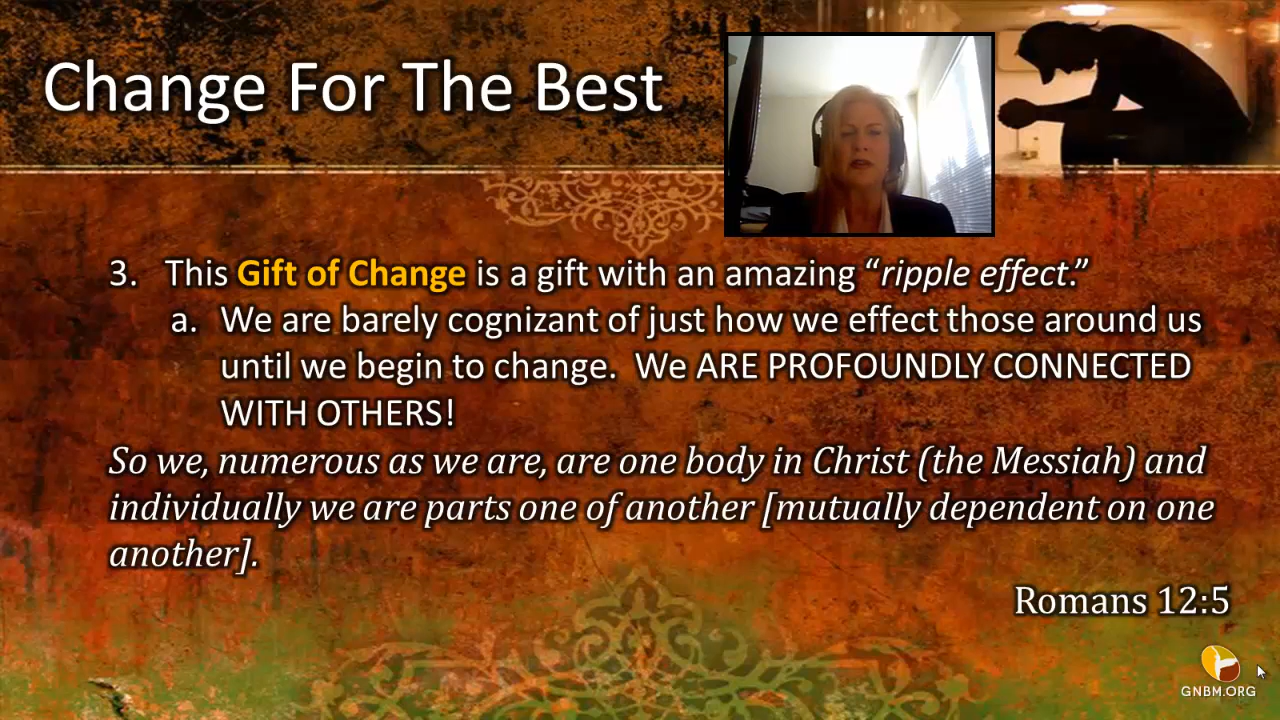 Change For The Best
3. This Gift of Change is a gift with an amazing “ripple effect.”
a. We are barely cognizant of just how we effect those around us
until we begin to change.  We ARE PROFOUNDLY CONNECTED
WITH OTHERS!
So we, numerous as we are, are one body in Christ (the Messiah) and
individually we are parts one of another [mutually dependent on one
another].
Romans 12:5
GNBM.ORG